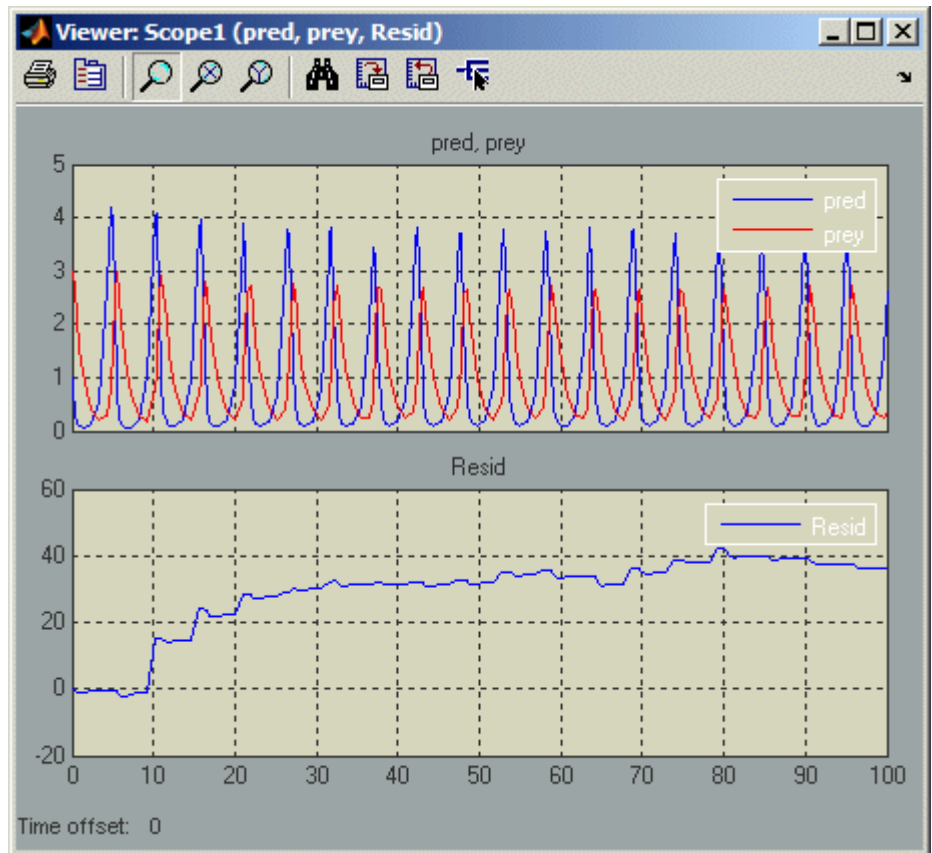 Viewer: Scope1 (pred, prey, Resid)
pred, prey
5
4
3
2
1
0
pred
prey
Resid
60
40
20
0
-20
Resid
0 10 20 30 40 50 60 70 80 90 100
Time offset: 0